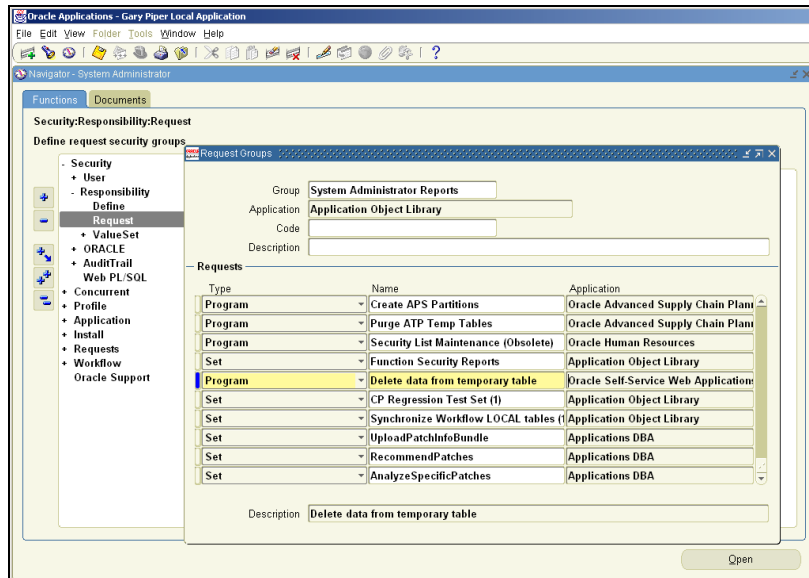 Oracle Applications - Gary Piper Local Application
File Edit View Folder Tools Window Help
Navigator - System Administrator
Functions Documents
Security:Responsibility:Request
Define request security groups
- Security
+ User
- Responsibility
Define
Request
+ ValueSet
+ ORACLE
+ AuditTrail
Web PL/SQL
+ Concurrent
+ Profile
+ Application
+ Install
+ Requests
+ Workflow
Oracle Support
Request Groups
Group System Administrator Reports
Application Application Object Library
Code
Description
Requests
Type Name Application
Program Create APS Partitions Oracle Advanced Supply Chain Plan
Program Purge ATP Temp Tables Oracle Advanced Supply Chain Plan
Program Security List Maintenance (Obsolete) Oracle Human Resources
Set Function Security Reports Application Object Library
Program Delete data from temporary table Oracle Self-Service Web Applications
Set CP Regression Test Set (1) Application Object Library
Set Synchronize Workflow LOCAL tables (1 Application Object Library
Set UploadPatchInfoBundle Applications DBA
Set RecommendPatches Applications DBA
Set AnalyzeSpecificPatches Applications DBA
Description Delete data from temporary table
Open